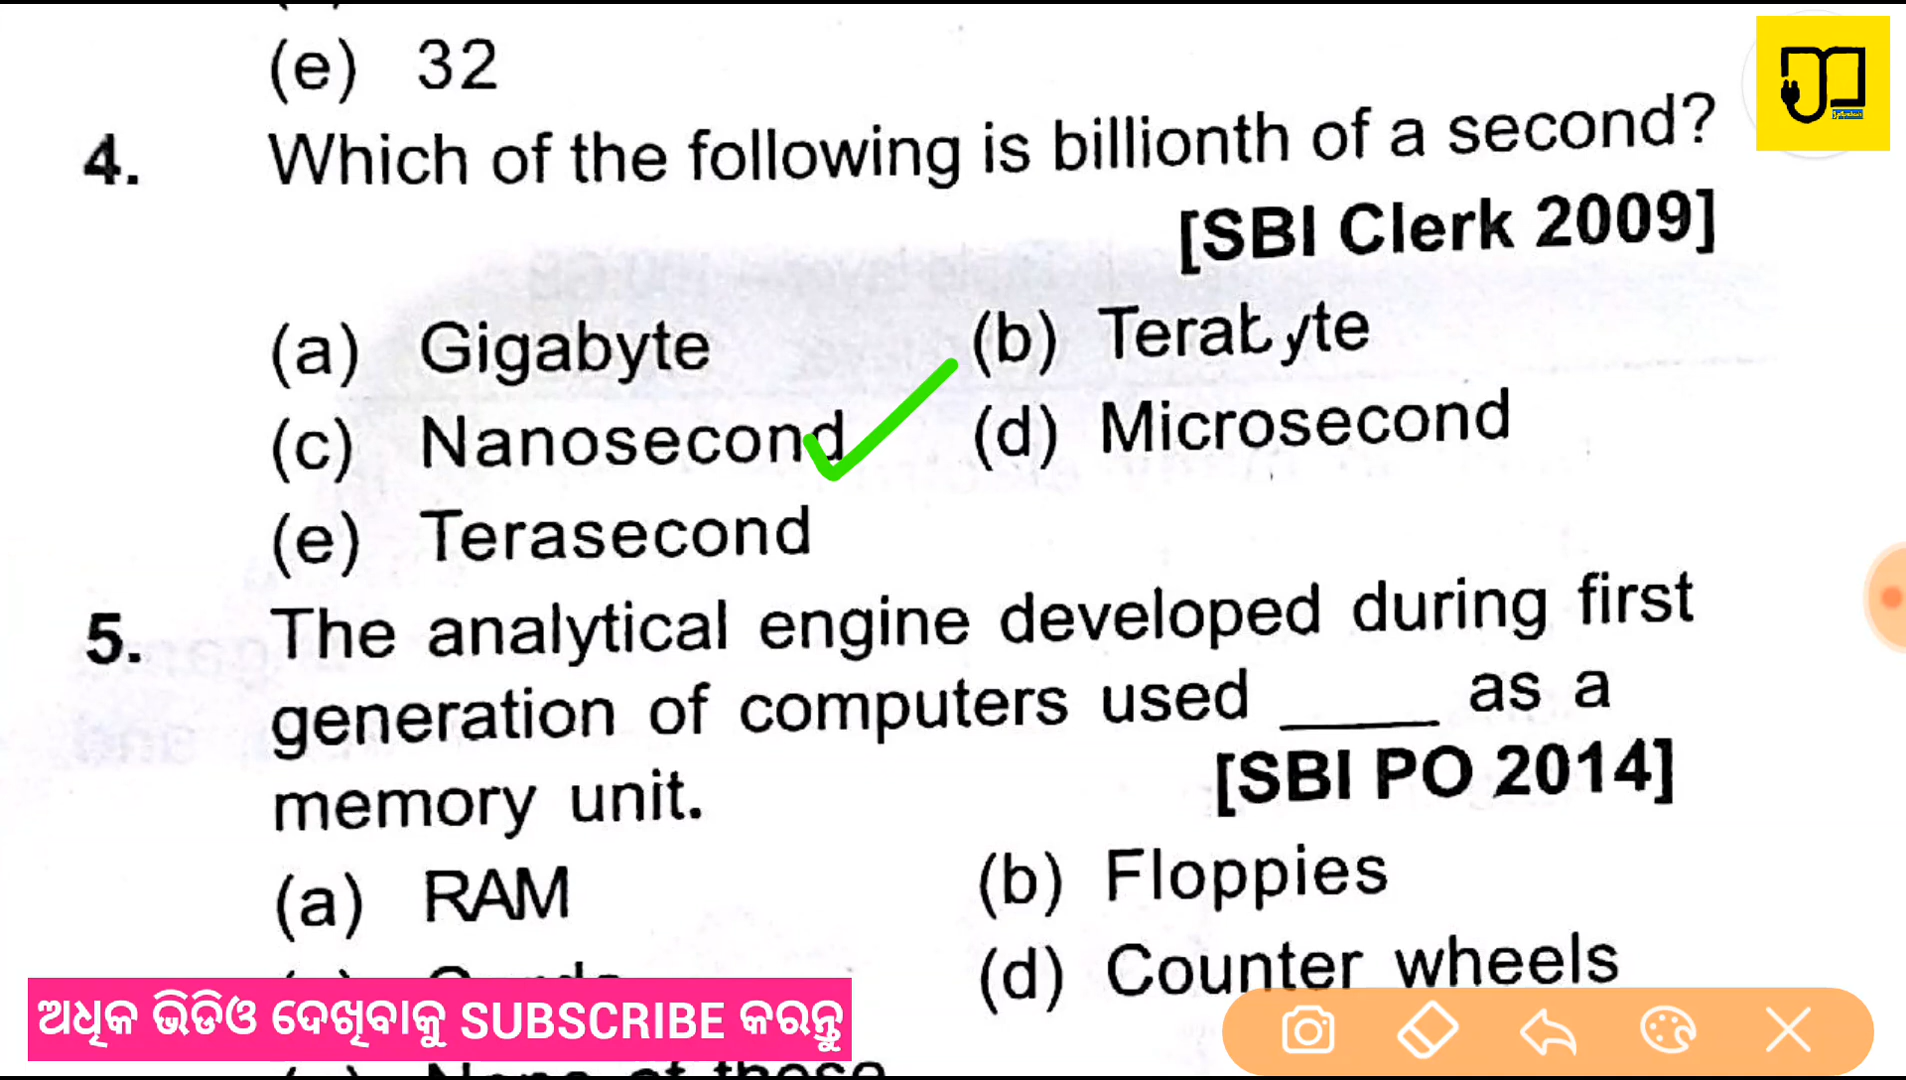 (e) 32
4. Which of the following is billionth of a second?
[SBI Clerk 2009]
(a) Gigabyte (b) Terabyte
(c) Nanosecond (d) Microsecond
(e) Terasecond
5. The analytical engine developed during first
generation of computers used _____ as a
memory unit. [SBI PO 2014]
(a) RAM (b) Floppies
(d) Counter wheels
ଅଧିକ ଭିଡିଓ ଦେଖିବାକୁ SUBSCRIBE କରନ୍ତୁ